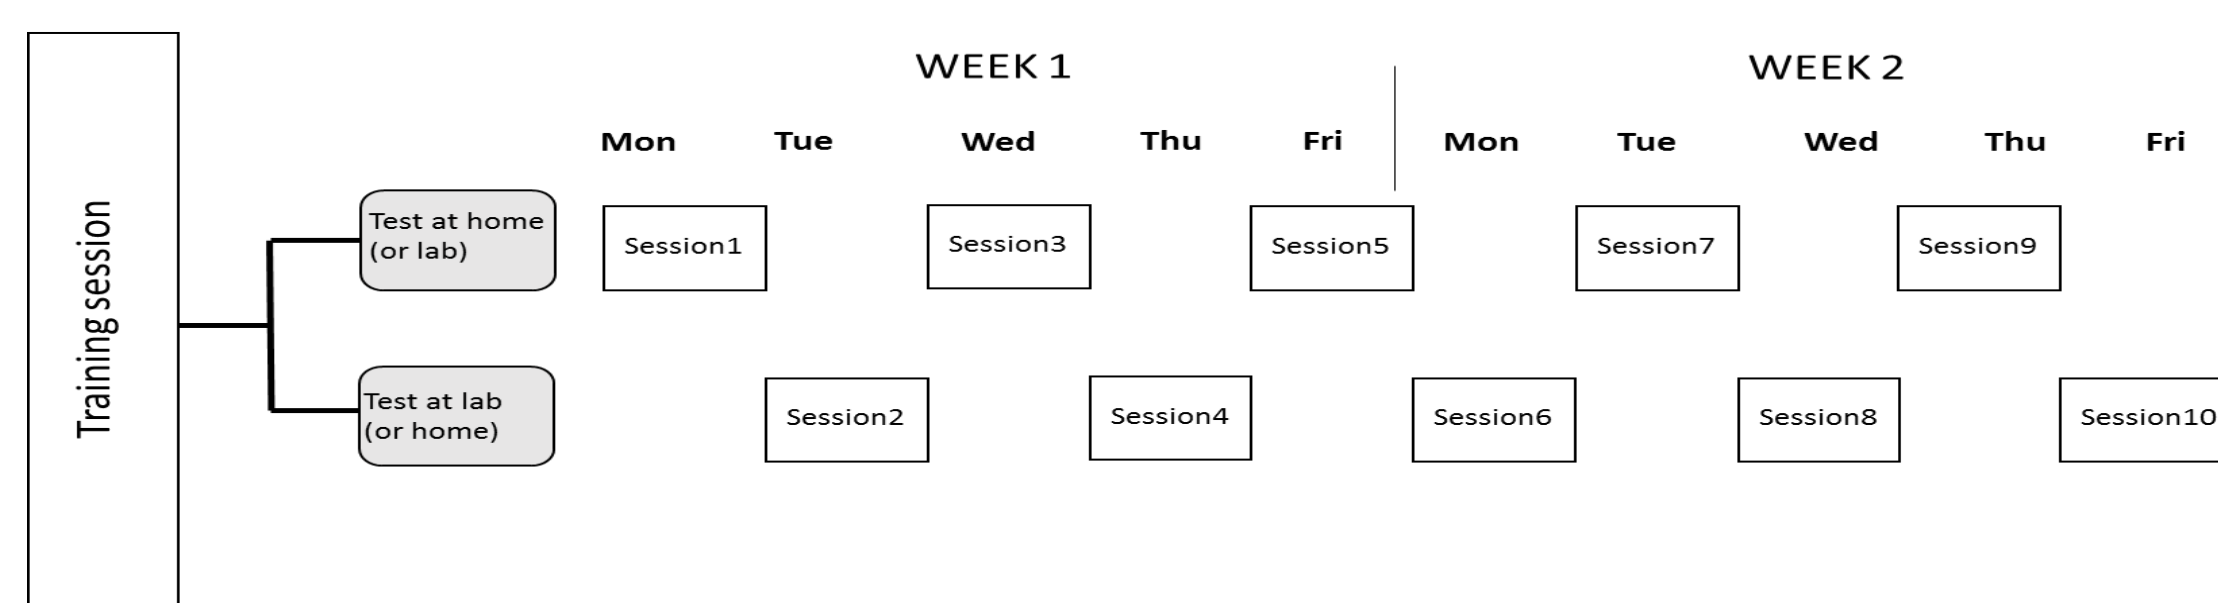 Training session
WEEK 1
WEEK 2
Mon Tue Wed Thu Fri Mon Tue Wed Thu Fri
Test at home
(or lab)
Session1 Session3 Session5 Session7 Session9
Test at lab
(or home)
Session2 Session4 Session6 Session8 Session10